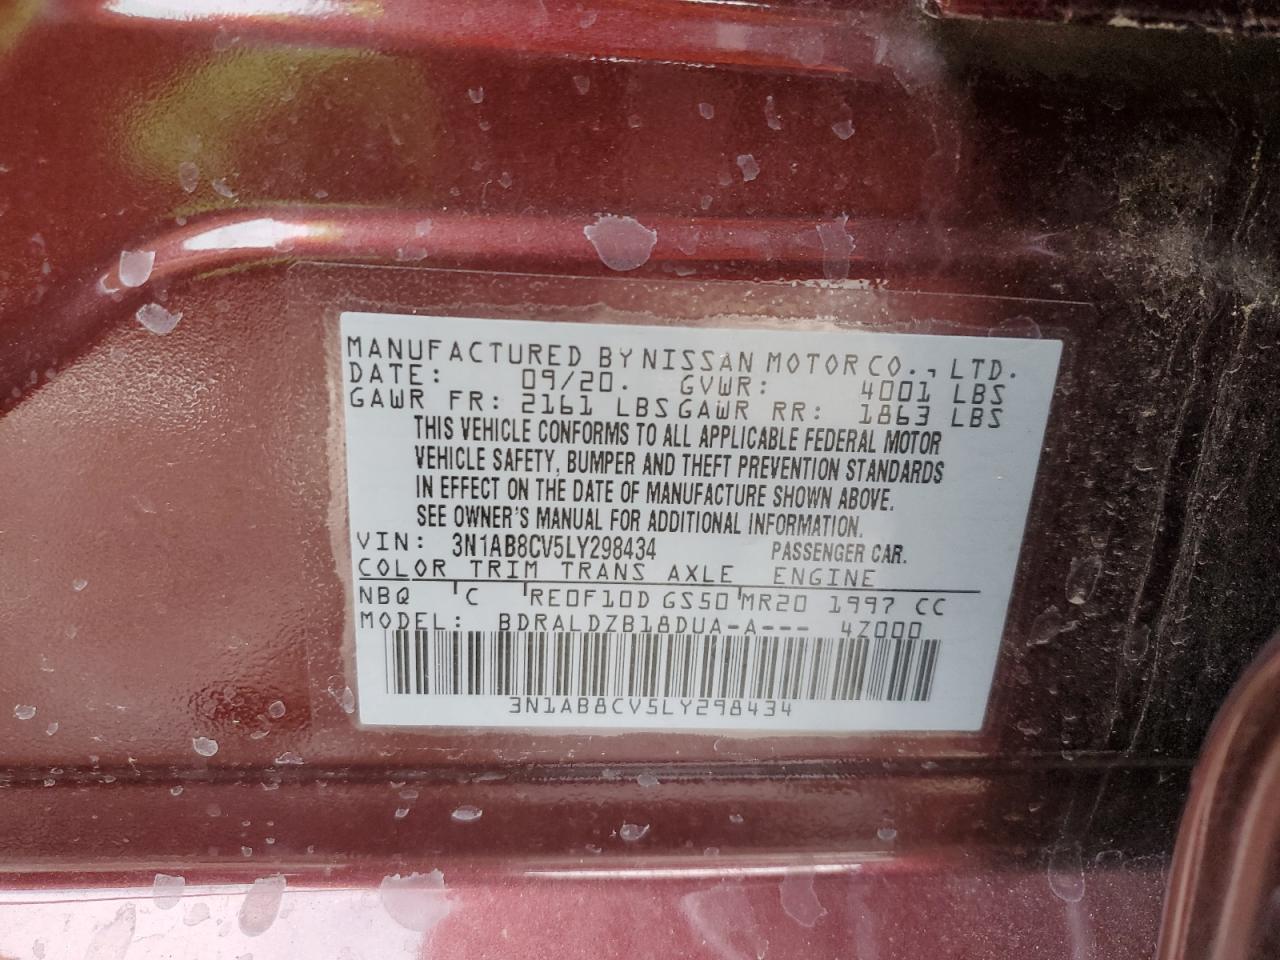 MANUFACTURED BY NISSAN MOTOR CO., LTD.
DATE: 09/20. GVWR: 4001 LBS
GAWR FR: 2161 LBS GAWR RR: 1863 LBS
THIS VEHICLE CONFORMS TO ALL APPLICABLE FEDERAL MOTOR
VEHICLE SAFETY, BUMPER AND THEFT PREVENTION STANDARDS
IN EFFECT ON THE DATE OF MANUFACTURE SHOWN ABOVE.
SEE OWNER'S MANUAL FOR ADDITIONAL INFORMATION.
VIN: 3N1AB8CV5LY298434 PASSENGER CAR.
COLOR TRIM TRANS AXLE ENGINE
NBQ C RE0F10D GS50 MR20 1997 CC
MODEL: BDRALDZB18DUA-A--- 4Z000
3N1AB8CV5LY298434